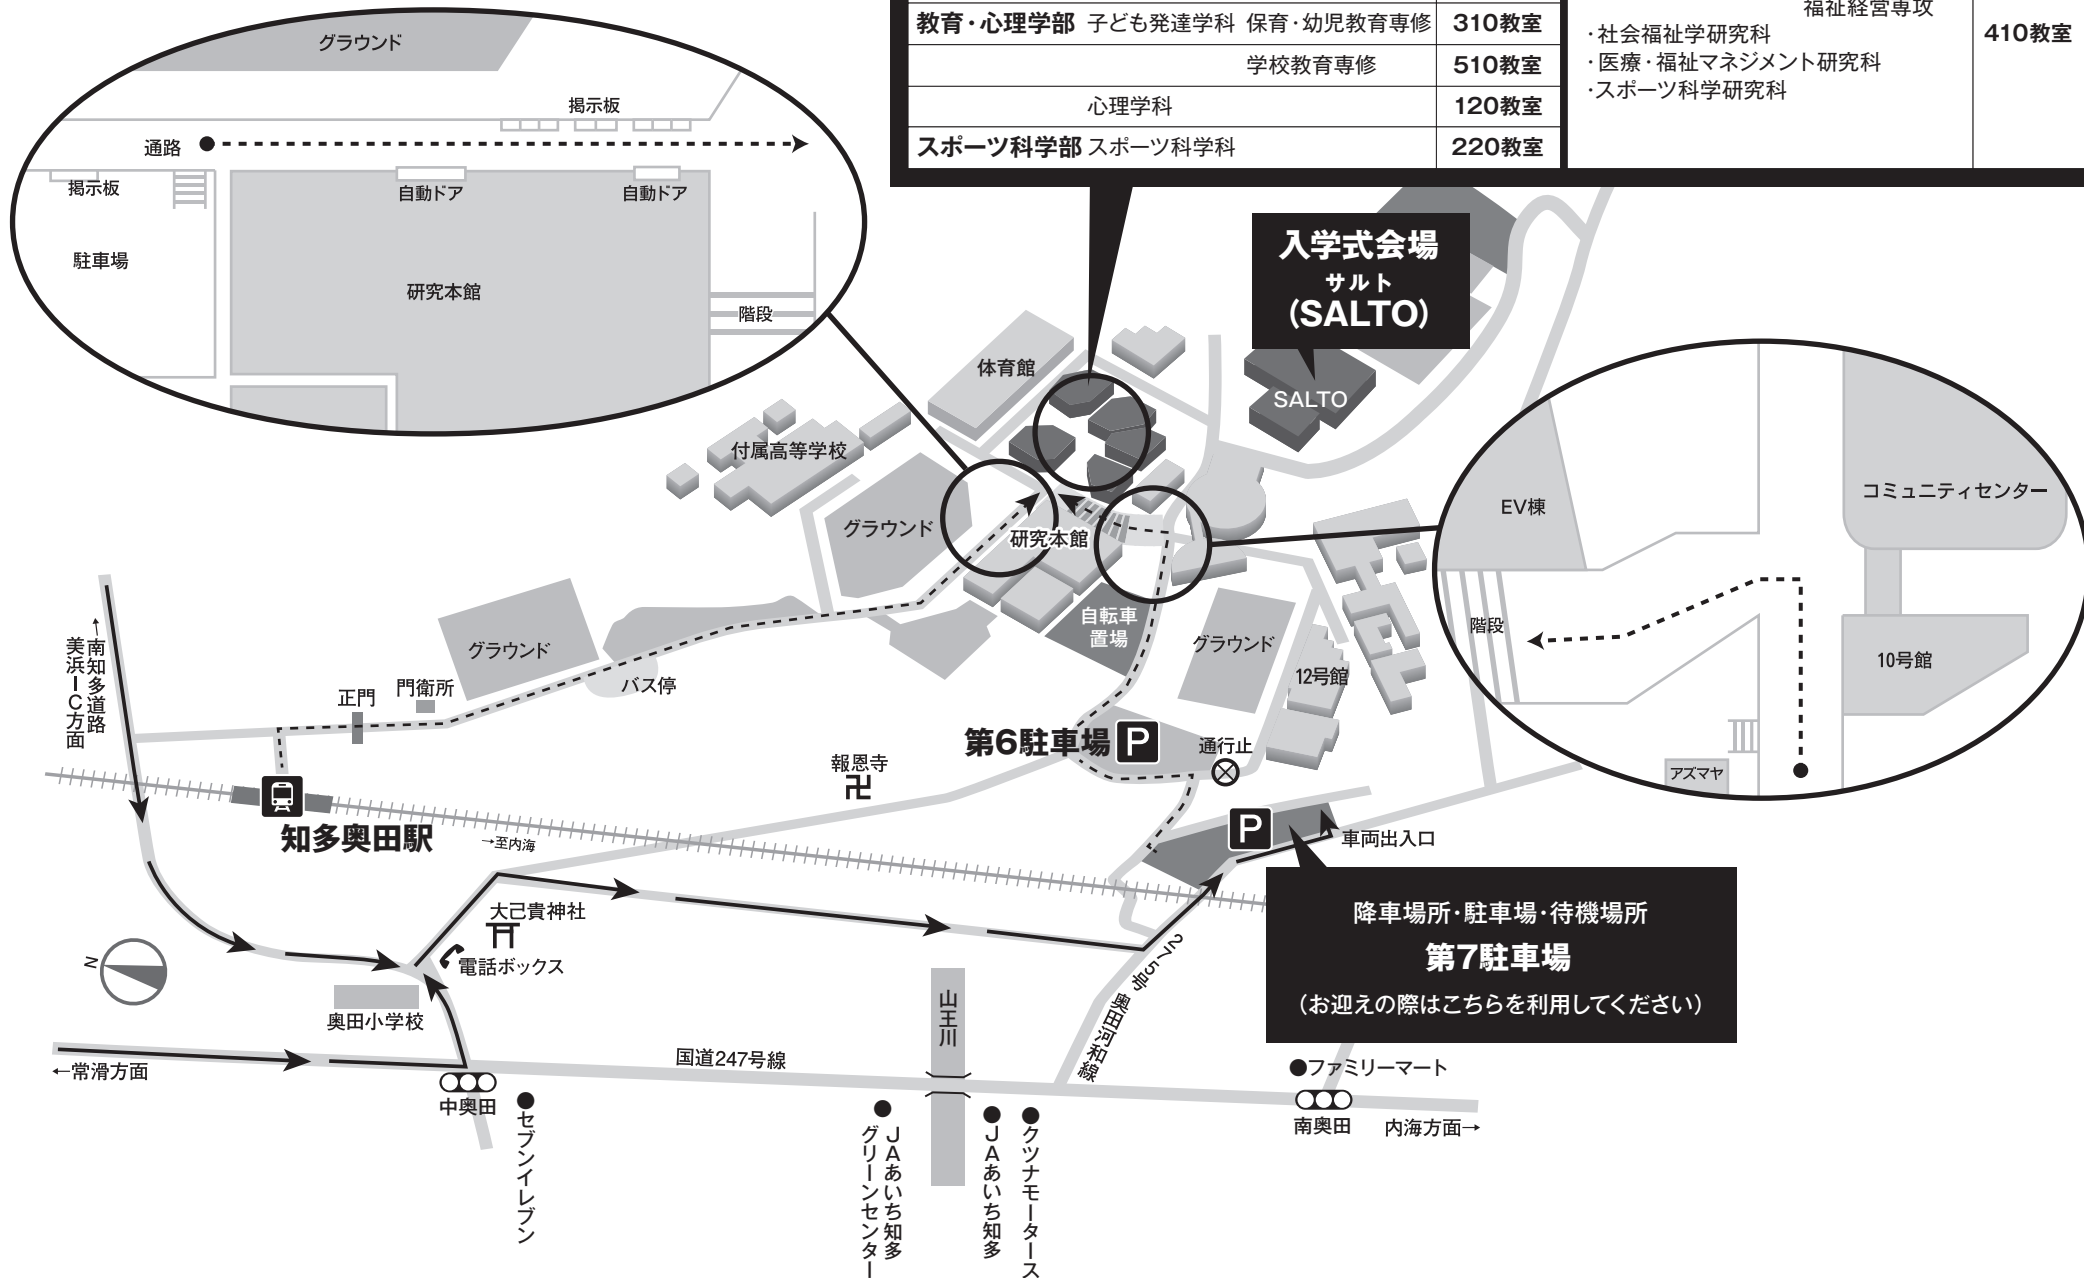 福祉経営専攻
教育・心理学部 子ども発達学科 保育・幼児教育専修 310教室
学校教育専修 510教室
心理学科 120教室
スポーツ科学部 スポーツ科学科 220教室
・社会福祉学研究科
・医療・福祉マネジメント研究科
・スポーツ科学研究科
410教室
グラウンド
掲示板
通路
掲示板
自動ドア
自動ドア
駐車場
研究本館
階段
入学式会場
サルト
(SALTO)
体育館
SALTO
付属高等学校
グラウンド
研究本館
EV棟
コミュニティセンター
階段
10号館
アズマヤ
自転車
置場
グラウンド
12号館
グラウンド
バス停
門衛所
正門
←南知多道路
美浜IC方面
第6駐車場
P
通行止
報恩寺
卍
知多奥田駅
→至内海
P
車両出入口
降車場所・駐車場・待機場所
第7駐車場
(お迎えの際はこちらを利用してください)
大己貴神社
電話ボックス
N
奥田小学校
山王川
275号 奥田河和線
国道247号線
←常滑方面
中奥田
セブンイレブン
JAあいち知多
グリーンセンター
JAあいち知多
クツナモータース
ファミリーマート
南奥田
内海方面→